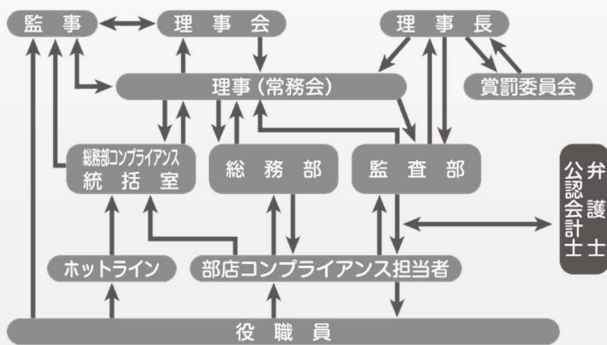 監事
理事会
理事長
理事(常務会)
賞罰委員会
総務部コンプライアンス
統括室
総務部
監査部
弁護士
公認会計士
ホットライン
部店コンプライアンス担当者
役職員